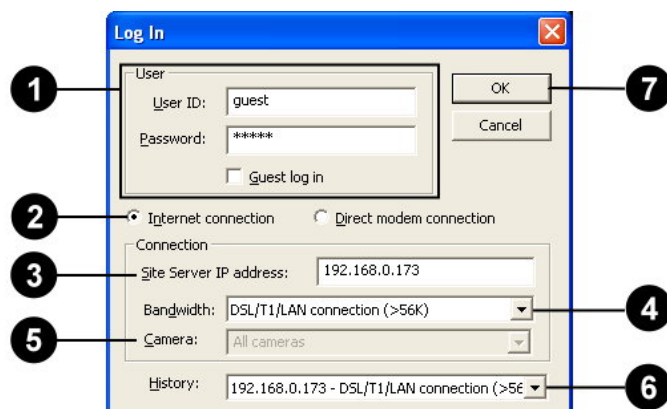 Log In
1
User
User ID: guest
OK
7
Password: *****
Cancel
Guest log in
2
Internet connection Direct modem connection
Connection
3
Site Server IP address: 192.168.0.173
Bandwidth: DSL/T1/LAN connection (>56K)
4
5
Camera: All cameras
History: 192.168.0.173 - DSL/T1/LAN connection (>56
6